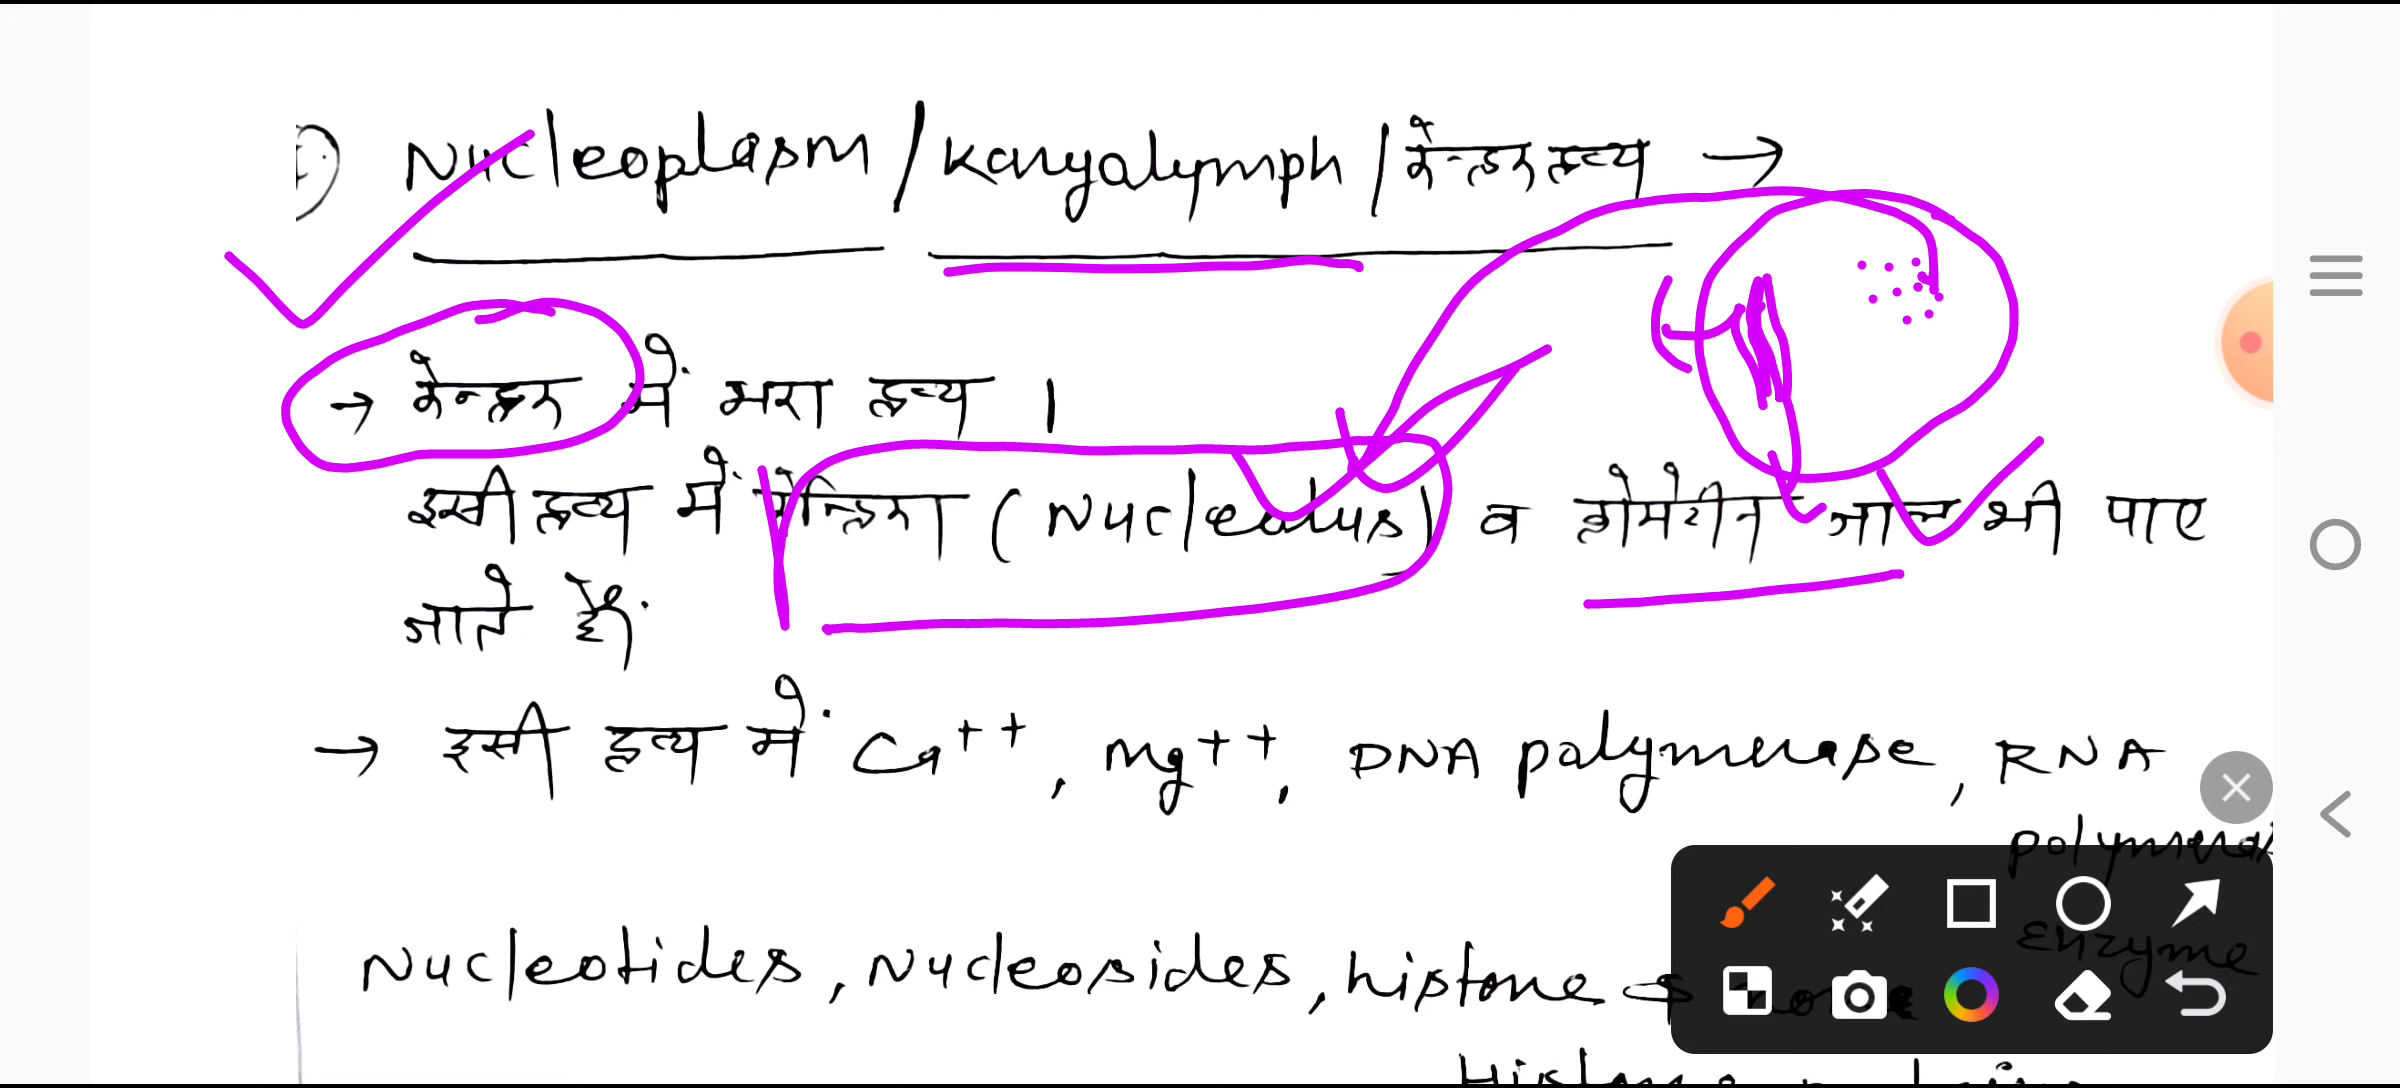 Nucleoplasm / Karyolymph / केन्द्रक द्रव्य →
→ केन्द्रक में भरा द्रव्य ।
इसी द्रव्य में केन्द्रिका (Nucleolus) व क्रोमेटीन जाल भी पाए
जाते हैं।
→ इसी द्रव्य में Ca++, Mg++, DNA polymerase, RNA
polymerase
Enzyme
Nucleotides, Nucleosides, histone &